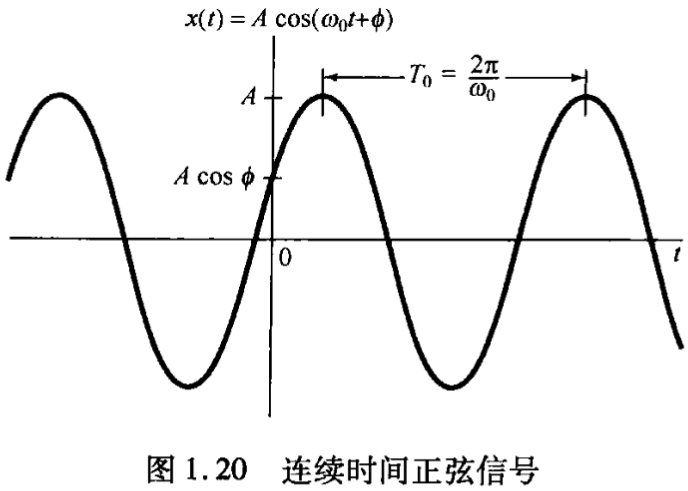 x(t) = A cos(ω₀t+ϕ)
A
T₀ = 2π/ω₀
A cos ϕ
0
t
图 1.20 连续时间正弦信号